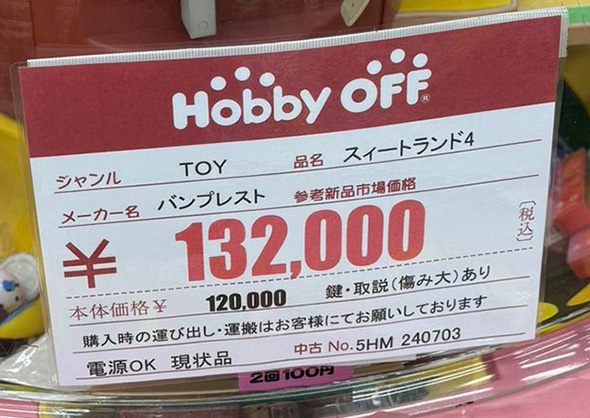 Hobby OFF®
ジャンル TOY 品名 スィートランド4
メーカー名 バンプレスト 参考新品市場価格
¥ 132,000 〔税込〕
本体価格¥ 120,000 鍵・取説(傷み大)あり
購入時の運び出し・運搬はお客様にてお願いしております
電源OK 現状品 中古 No.5HM 240703
2回100円